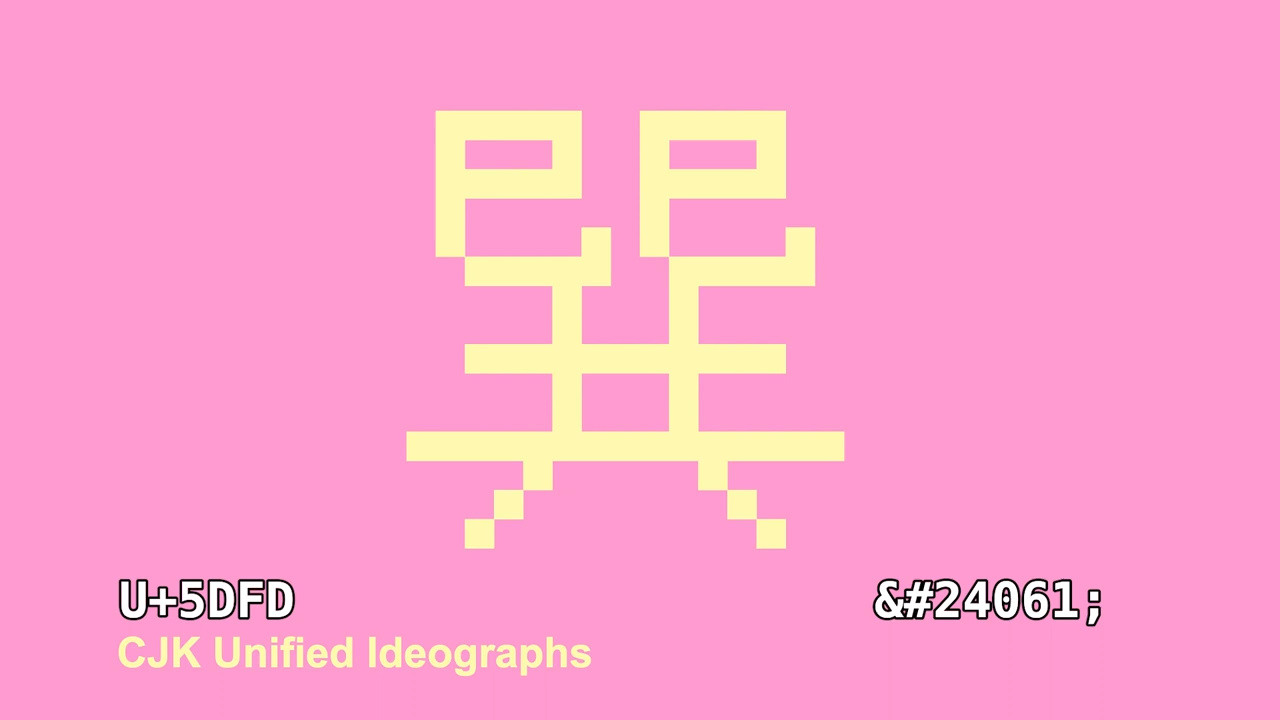 巽
U+5DFD &#24061;
CJK Unified Ideographs